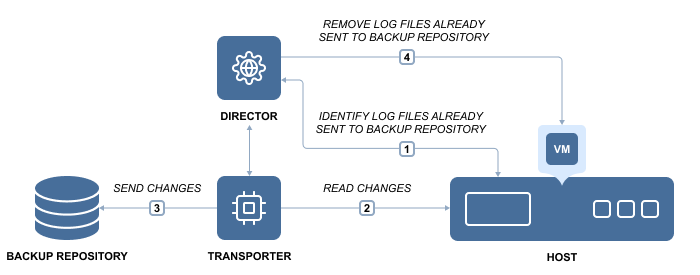 REMOVE LOG FILES ALREADY
SENT TO BACKUP REPOSITORY
4
DIRECTOR
IDENTIFY LOG FILES ALREADY
SENT TO BACKUP REPOSITORY
1
VM
SEND CHANGES
3
READ CHANGES
2
BACKUP REPOSITORY
TRANSPORTER
HOST